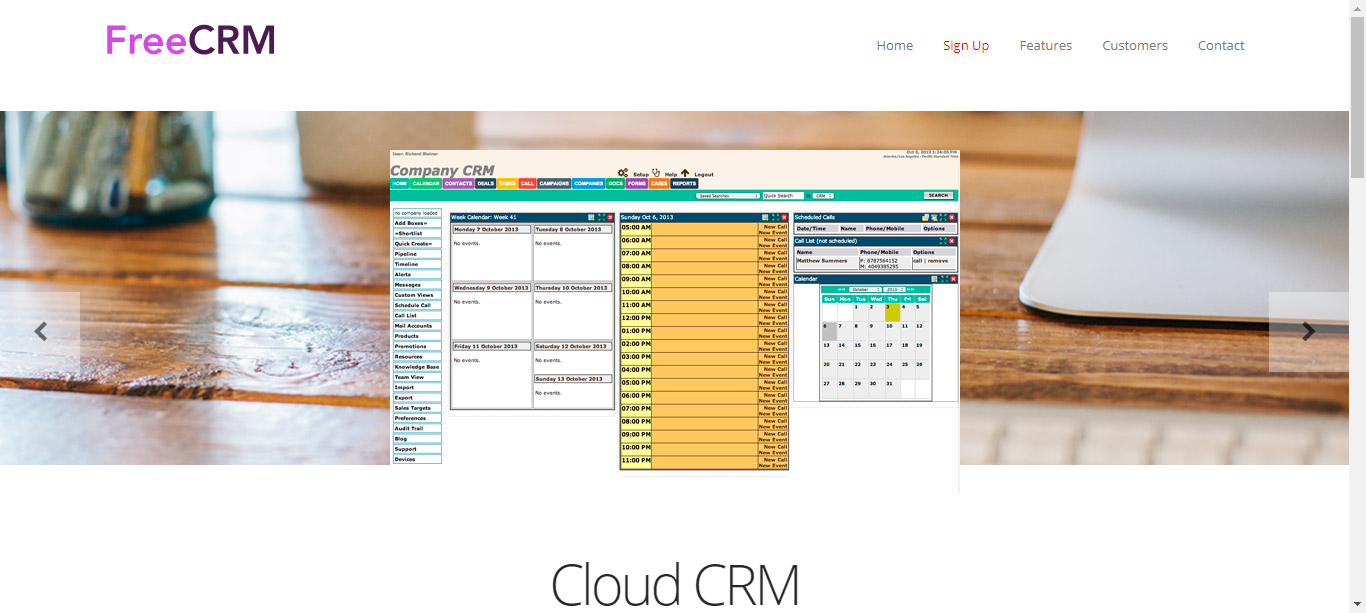 FreeCRM
Home Sign Up Features Customers Contact
User: Richard Steiner
Oct 6, 2013 1:34:05 PM
America/Los Angeles - Pacific Standard Time
Company CRM
Setup Help Logout
HOME CALENDAR CONTACTS DEALS TASKS CALL CAMPAIGNS COMPANIES DOCS FORMS CASES REPORTS
Saved Searches Quick Search in CRM SEARCH
no company loaded
Add Boxes»
»Shortlist
Quick Create»
Pipeline
Timeline
Alerts
Messages
Custom Views
Schedule Call
Call List
Mail Accounts
Products
Promotions
Resources
Knowledge Base
Team View
Import
Export
Sales Targets
Preferences
Audit Trail
Blog
Support
Devices
Week Calendar: Week 41
Monday 7 October 2013 Tuesday 8 October 2013
No events. No events.
Wednesday 9 October 2013 Thursday 10 October 2013
No events. No events.
Friday 11 October 2013 Saturday 12 October 2013
No events. No events.
Sunday 13 October 2013
No events.
Sunday Oct 6, 2013
05:00 AM New Call
New Event
06:00 AM New Call
New Event
07:00 AM New Call
New Event
08:00 AM New Call
New Event
09:00 AM New Call
New Event
10:00 AM New Call
New Event
11:00 AM New Call
New Event
12:00 PM New Call
New Event
01:00 PM New Call
New Event
02:00 PM New Call
New Event
03:00 PM New Call
New Event
04:00 PM New Call
New Event
05:00 PM New Call
New Event
06:00 PM New Call
New Event
07:00 PM New Call
New Event
08:00 PM New Call
New Event
09:00 PM New Call
New Event
10:00 PM New Call
New Event
11:00 PM New Call
New Event
Scheduled Calls
Date/Time Name Phone/Mobile Options
Call List (not scheduled)
Name Phone/Mobile Options
Matthew Summers P: 6787564152 call | remove
M: 4049385295
Calendar
<< < October 2013 > >>
Sun Mon Tue Wed Thu Fri Sat
1 2 3 4 5
6 7 8 9 10 11 12
13 14 15 16 17 18 19
20 21 22 23 24 25 26
27 28 29 30 31
Cloud CRM